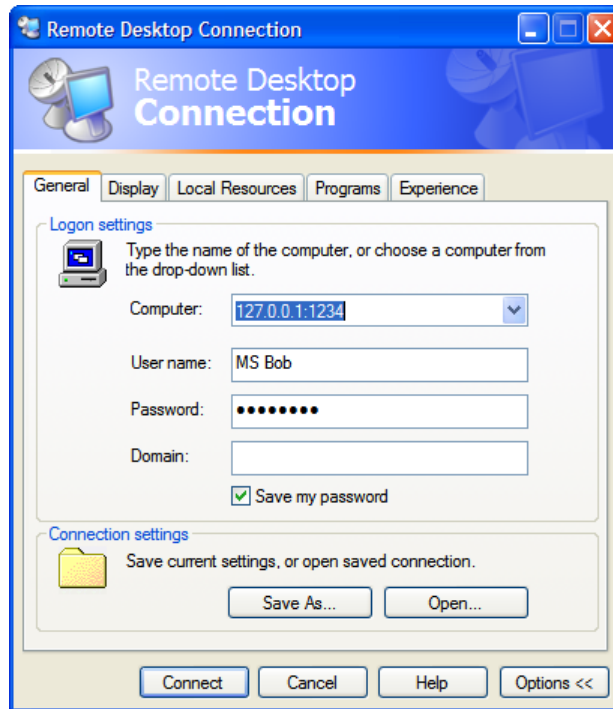 Remote Desktop Connection
Remote Desktop
Connection
General Display Local Resources Programs Experience
Logon settings
Type the name of the computer, or choose a computer from
the drop-down list.
Computer: 127.0.0.1:1234
User name: MS Bob
Password: ●●●●●●●●
Domain:
Save my password
Connection settings
Save current settings, or open saved connection.
Save As... Open...
Connect Cancel Help Options <<